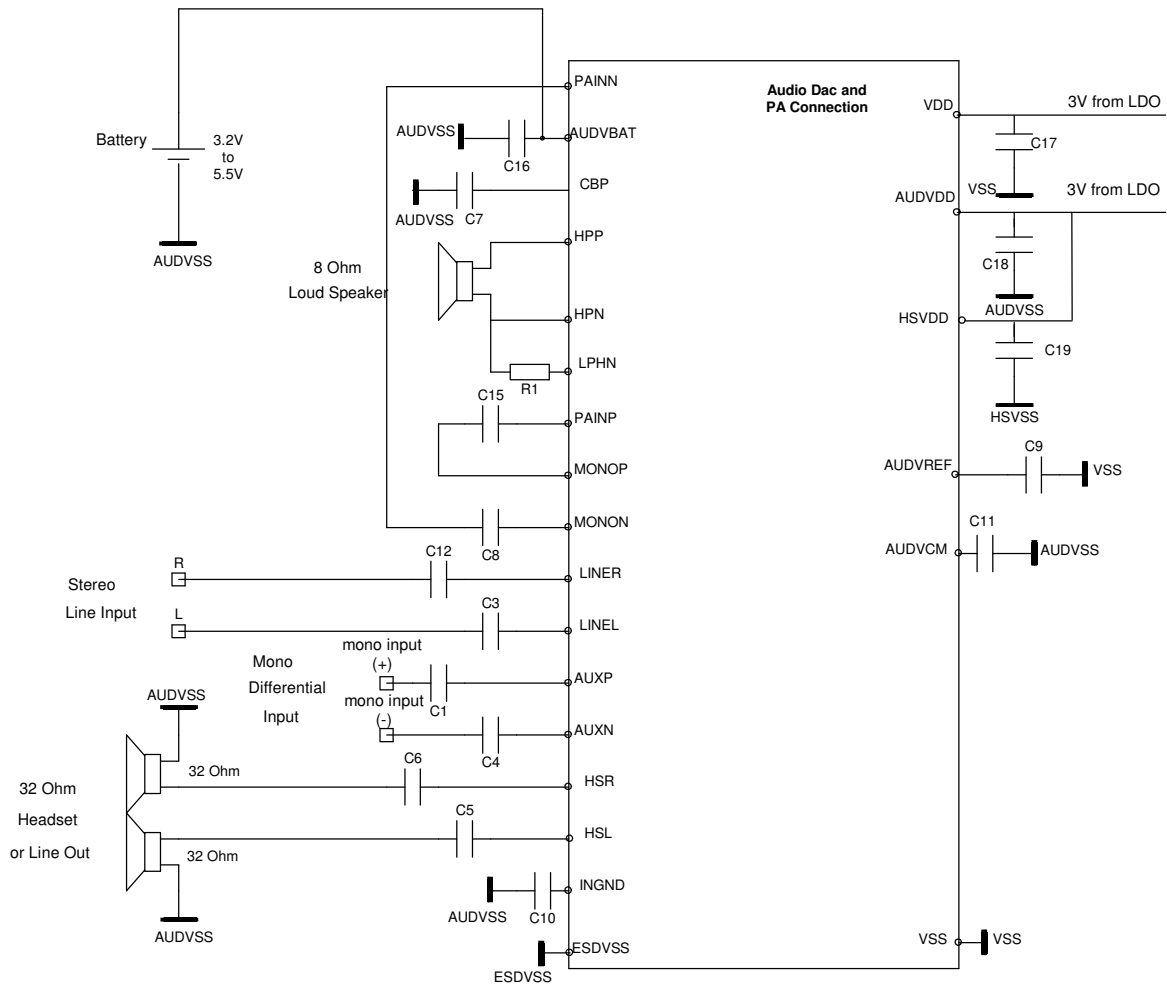 Audio Dac and
PA Connection
Battery
3.2V
to
5.5V
AUDVSS
PAINN
AUDVSS
C16
AUDVBAT
CBP
AUDVSS
C7
HPP
8 Ohm
Loud Speaker
HPN
LPHN
R1
C15
PAINP
MONOP
MONON
C8
C12
R
LINER
Stereo
Line Input
L
C3
LINEL
mono input
(+)
Mono
Differential
Input
C1
AUXP
mono input
(-)
C4
AUXN
AUDVSS
32 Ohm
C6
HSR
32 Ohm
Headset
or Line Out
C5
HSL
32 Ohm
AUDVSS
INGND
AUDVSS
C10
ESDVSS
ESDVSS
VDD
3V from LDO
C17
VSS
AUDVDD
3V from LDO
C18
AUDVSS
HSVDD
C19
HSVSS
AUDVREF
C9
VSS
AUDVCM
C11
AUDVSS
VSS
VSS